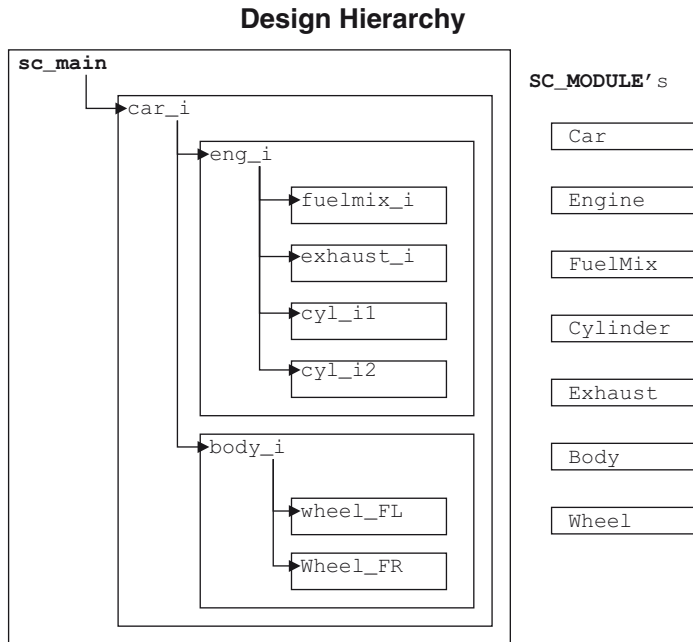 Design Hierarchy
sc_main
car_i
eng_i
fuelmix_i
exhaust_i
cyl_i1
cyl_i2
body_i
wheel_FL
Wheel_FR
SC_MODULE's
Car
Engine
FuelMix
Cylinder
Exhaust
Body
Wheel